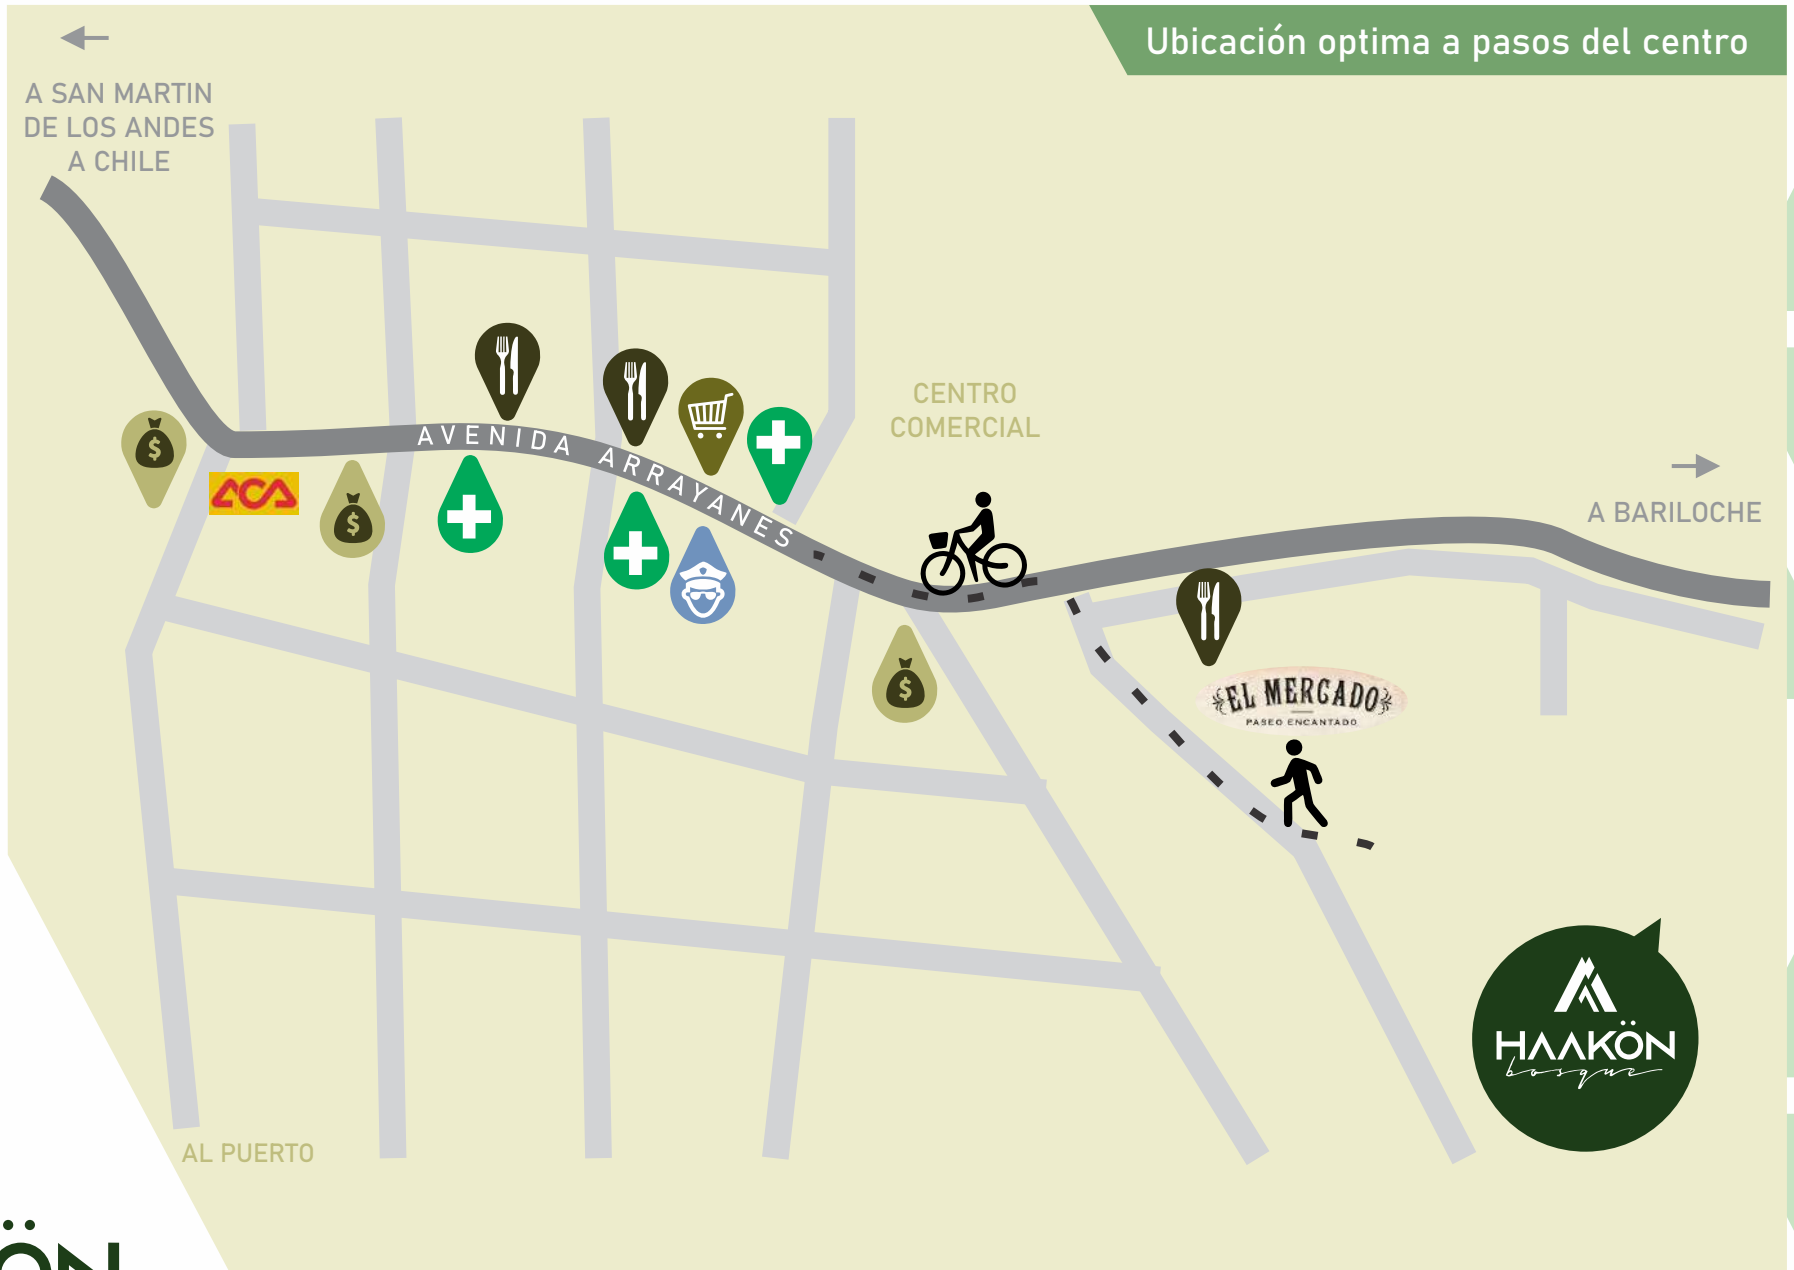 Ubicación optima a pasos del centro
A SAN MARTIN
DE LOS ANDES
A CHILE
CENTRO
COMERCIAL
AVENIDA ARRAYANES
$
ACA
$
A BARILOCHE
$
EL MERCADO
PASEO ENCANTADO
HAAKÖN
bosque
AL PUERTO
ÖN